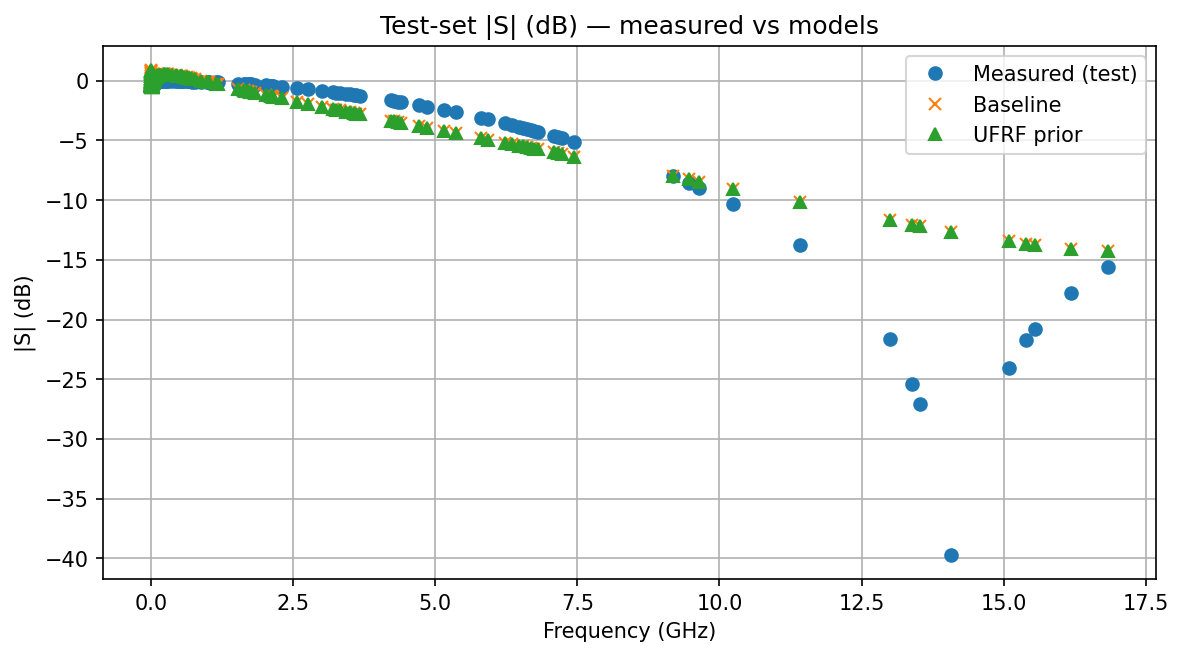 Test-set |S| (dB) — measured vs models
Measured (test)
Baseline
UFRF prior
|S| (dB)
0
−5
−10
−15
−20
−25
−30
−35
−40
0.0 2.5 5.0 7.5 10.0 12.5 15.0 17.5
Frequency (GHz)